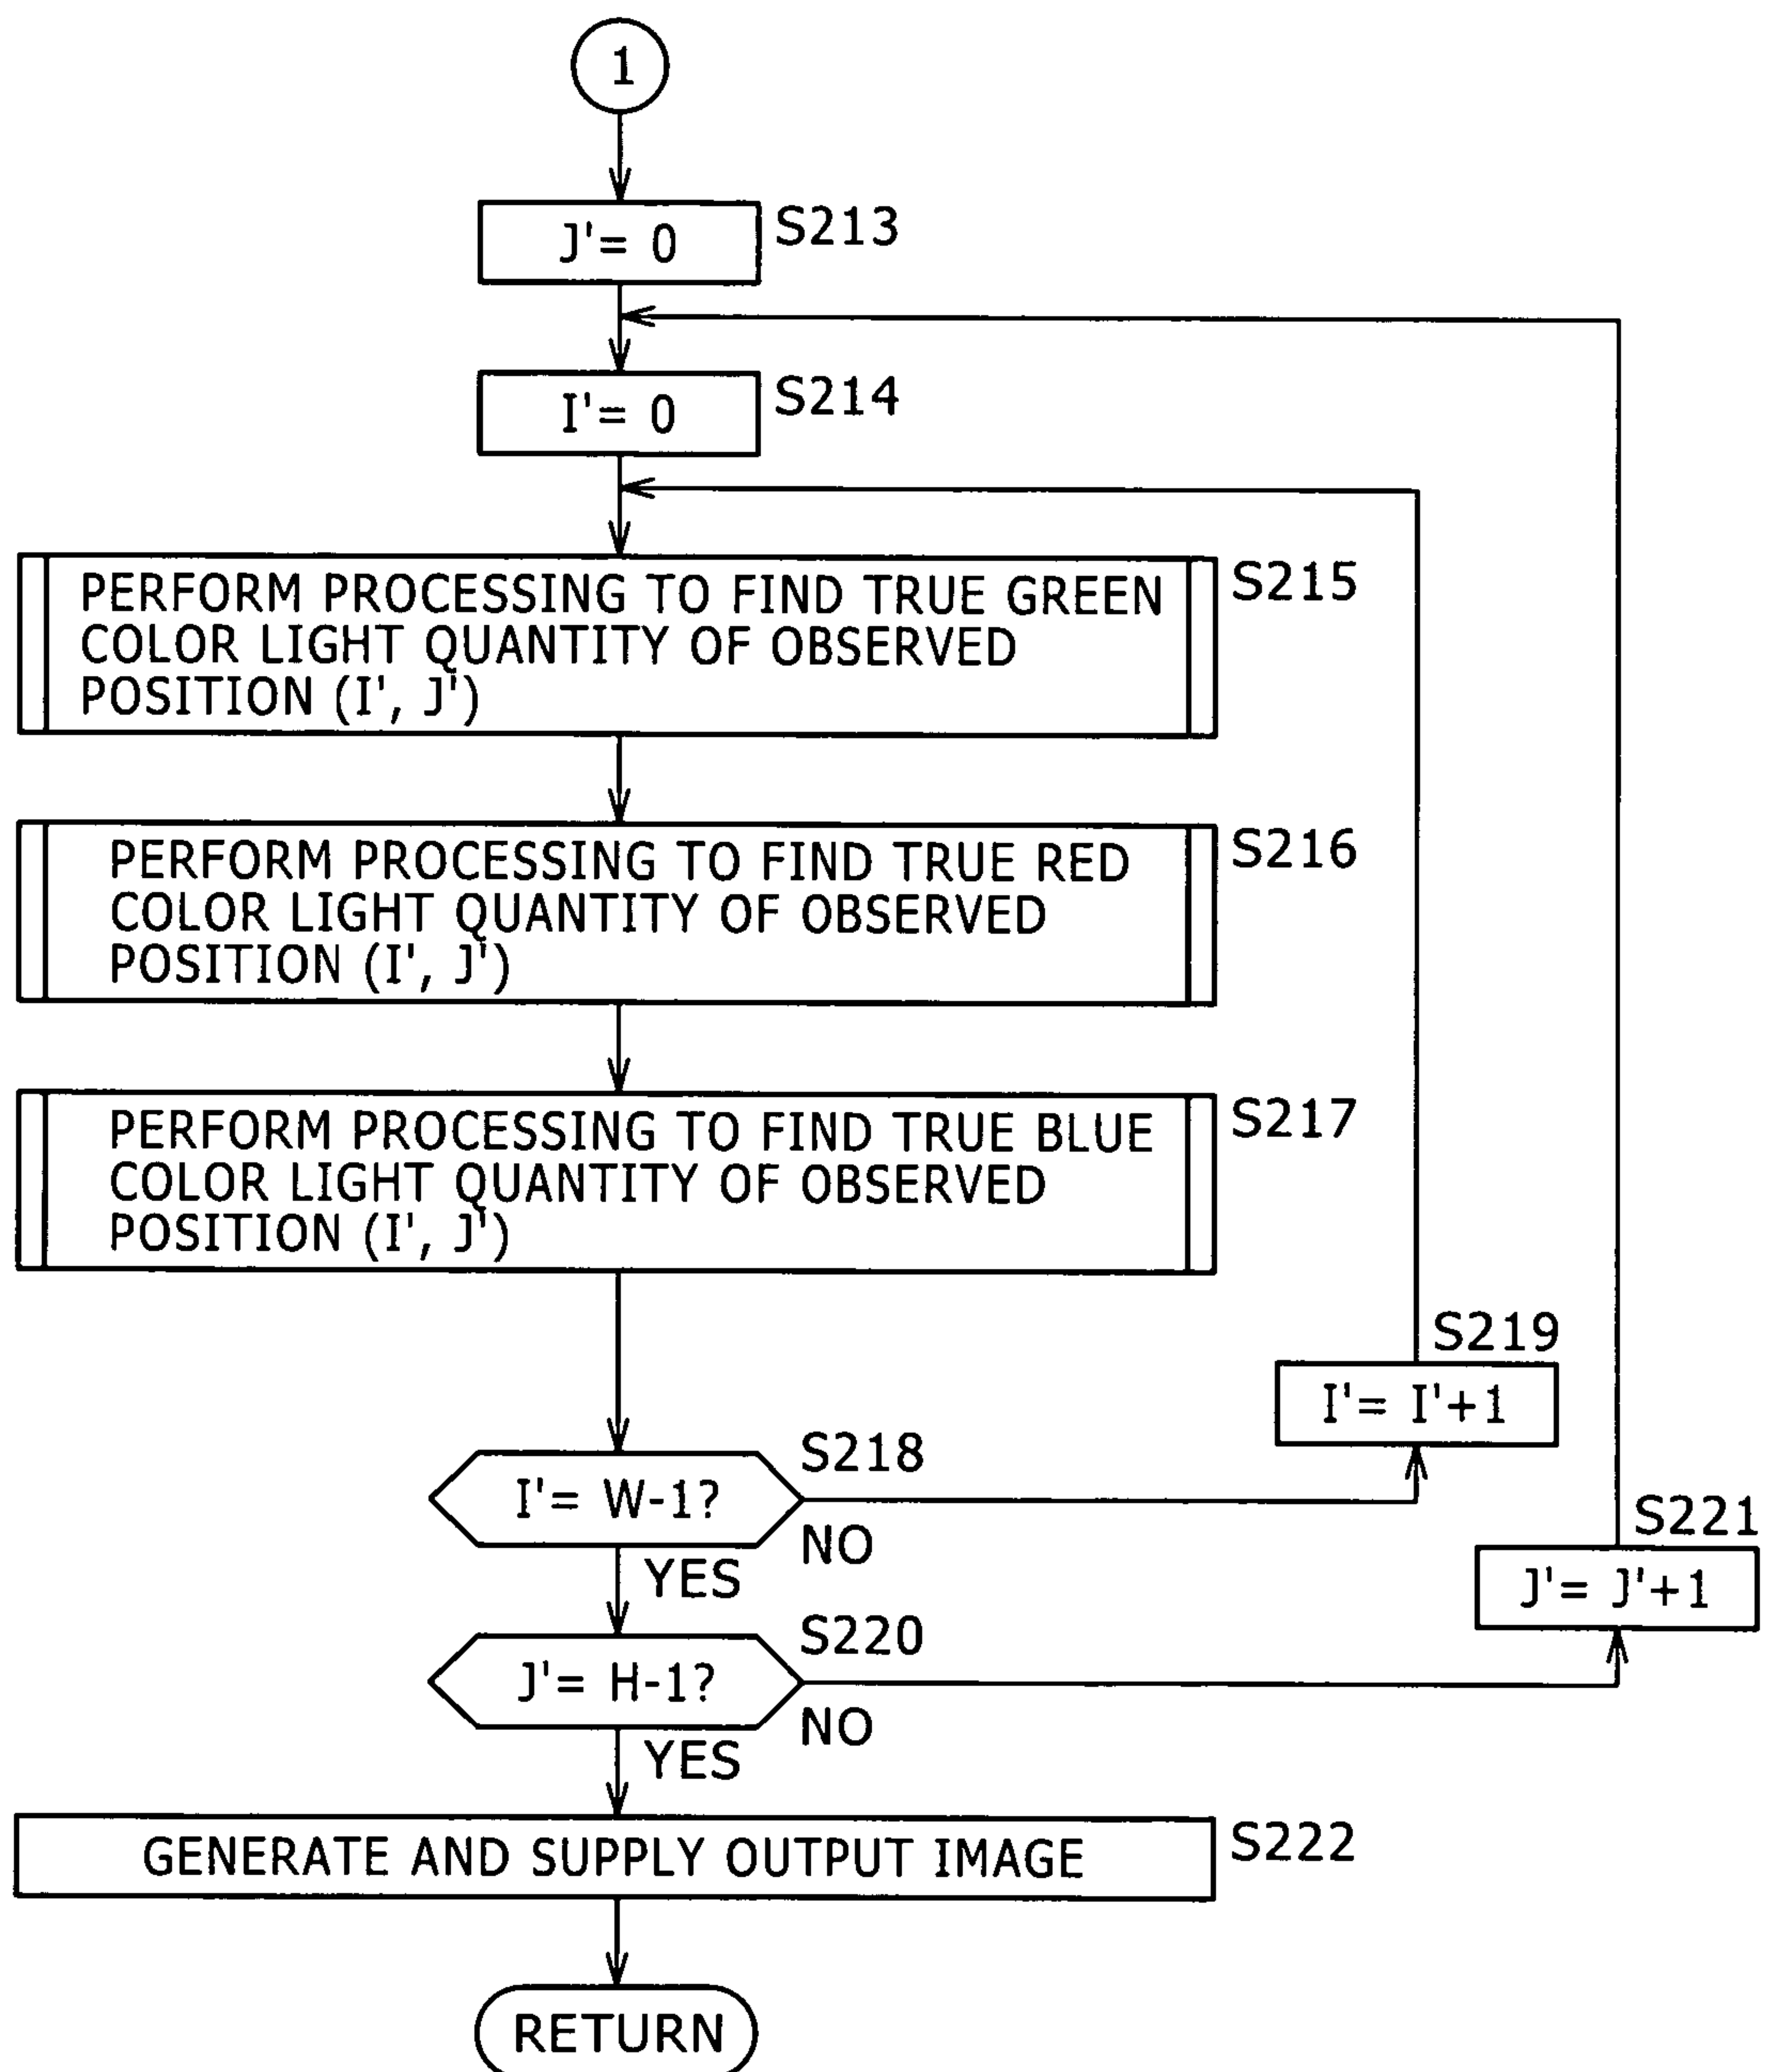 1
J'= 0
S213
I'= 0
S214
PERFORM PROCESSING TO FIND TRUE GREEN
COLOR LIGHT QUANTITY OF OBSERVED
POSITION (I', J')
S215
PERFORM PROCESSING TO FIND TRUE RED
COLOR LIGHT QUANTITY OF OBSERVED
POSITION (I', J')
S216
PERFORM PROCESSING TO FIND TRUE BLUE
COLOR LIGHT QUANTITY OF OBSERVED
POSITION (I', J')
S217
S219
I'= I'+1
S218
I'= W-1?
NO
YES
S221
J'= J'+1
S220
J'= H-1?
NO
YES
GENERATE AND SUPPLY OUTPUT IMAGE
S222
RETURN